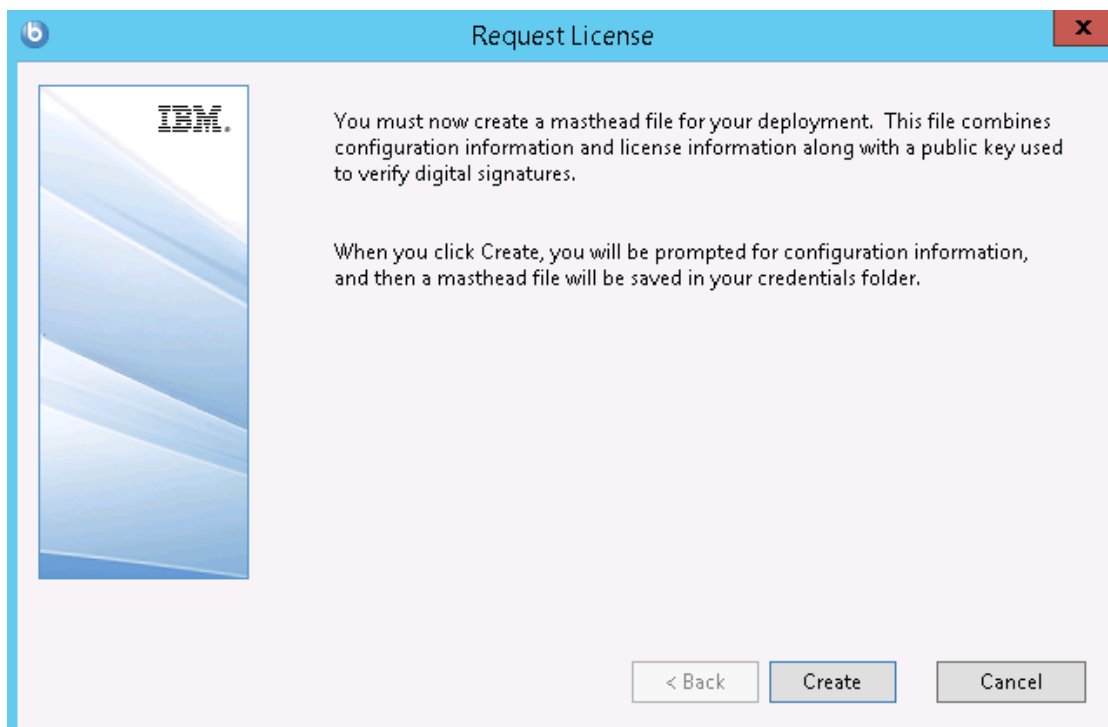 Request License
x
IBM.
You must now create a masthead file for your deployment.  This file combines
configuration information and license information along with a public key used
to verify digital signatures.
When you click Create, you will be prompted for configuration information,
and then a masthead file will be saved in your credentials folder.
< Back
Create
Cancel